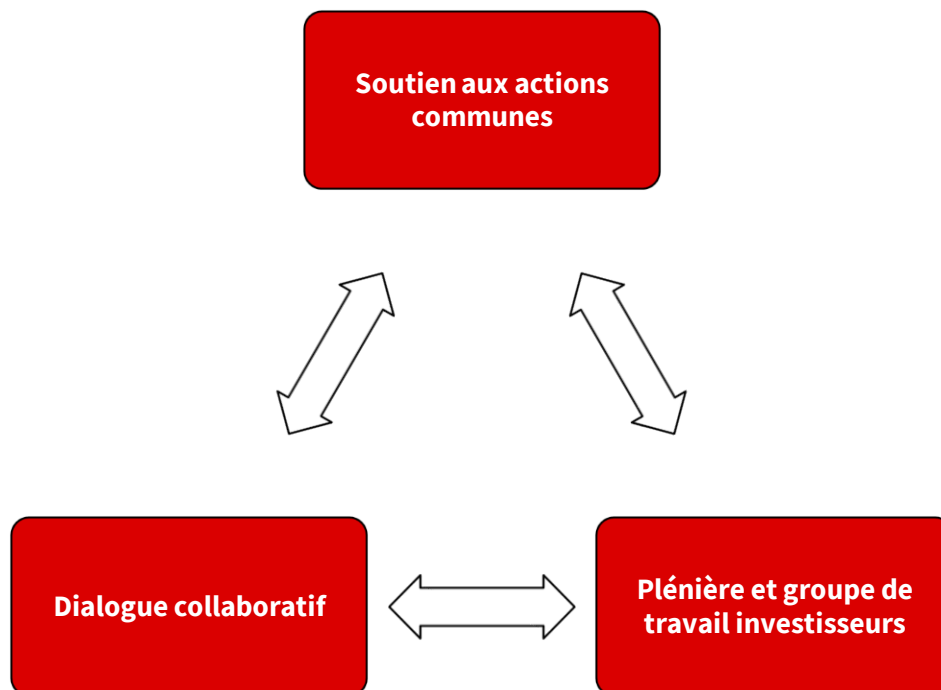 Soutien aux actions
communes
Dialogue collaboratif
Plénière et groupe de
travail investisseurs